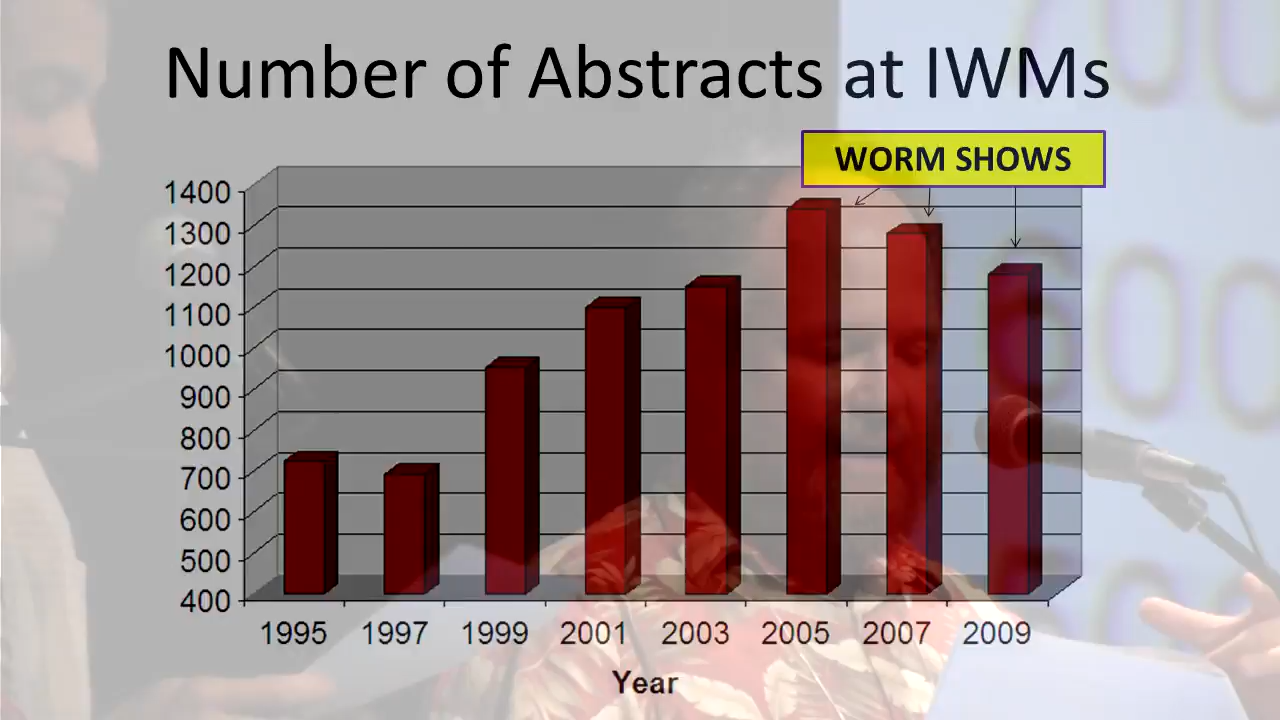 Number of Abstracts at IWMs
WORM SHOWS
1400
1300
1200
1100
1000
900
800
700
600
500
400
1995 1997 1999 2001 2003 2005 2007 2009
Year